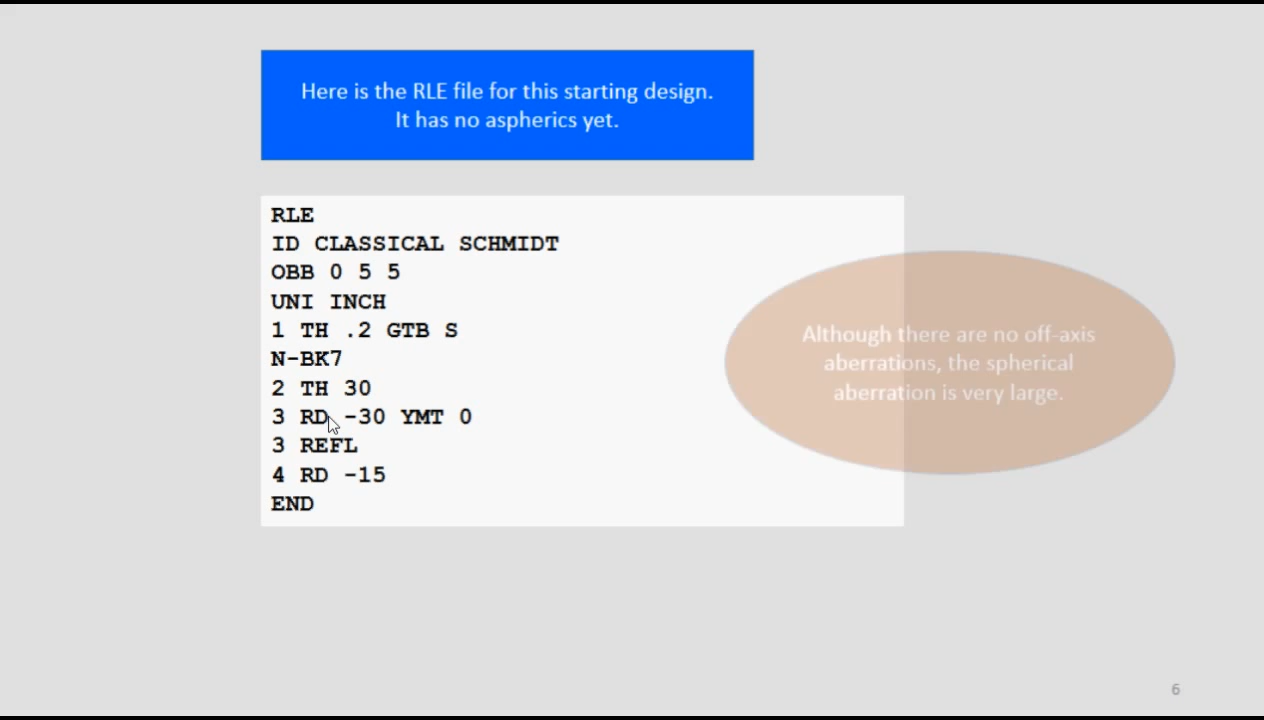 Here is the RLE file for this starting design.
It has no aspherics yet.
RLE
ID CLASSICAL SCHMIDT
OBB 0 5 5
UNI INCH
1 TH .2 GTB S
N-BK7
2 TH 30
3 RD -30 YMT 0
3 REFL
4 RD -15
END
Although there are no off-axis
aberrations, the spherical
aberration is very large.
6